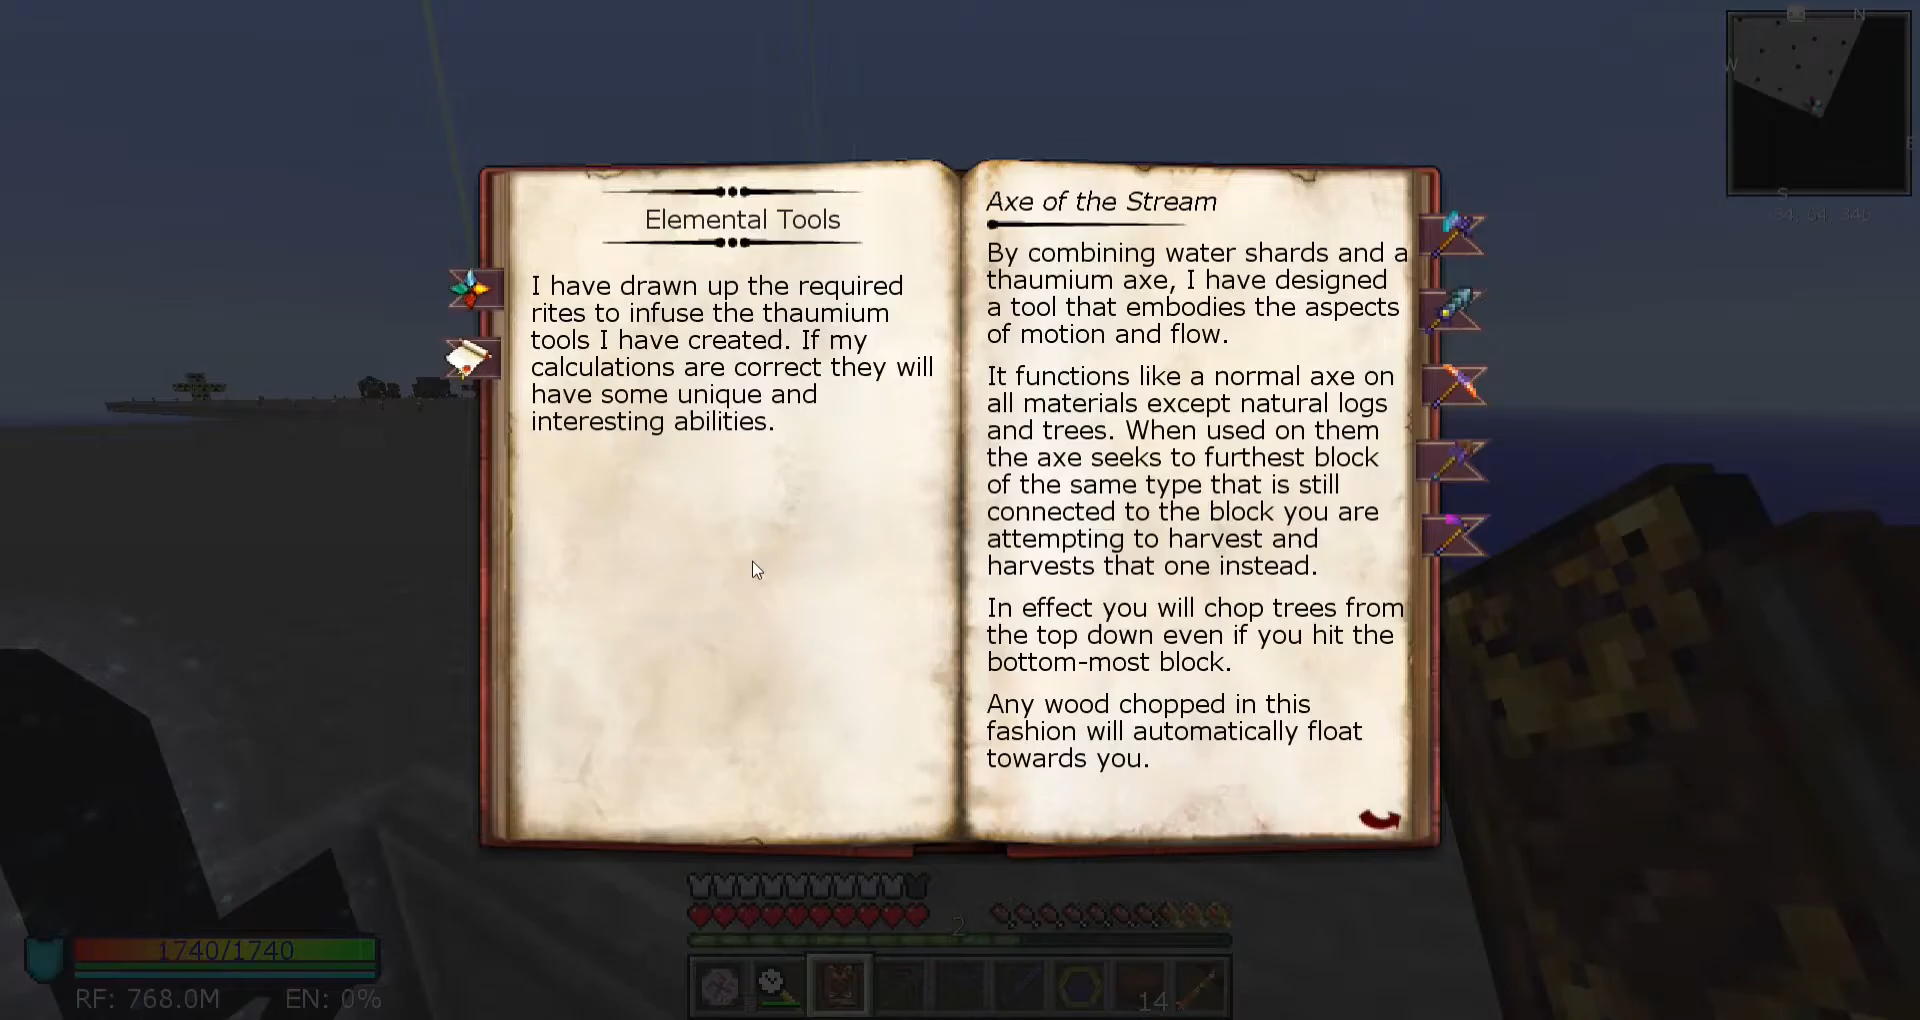 N
W
E
S
Elemental Tools
I have drawn up the required
rites to infuse the thaumium
tools I have created. If my
calculations are correct they will
have some unique and
interesting abilities.
Axe of the Stream
By combining water shards and a
thaumium axe, I have designed
a tool that embodies the aspects
of motion and flow.
It functions like a normal axe on
all materials except natural logs
and trees. When used on them
the axe seeks to furthest block
of the same type that is still
connected to the block you are
attempting to harvest and
harvests that one instead.
In effect you will chop trees from
the top down even if you hit the
bottom-most block.
Any wood chopped in this
fashion will automatically float
towards you.
2
1740/1740
RF: 768.0M EN: 0%
14